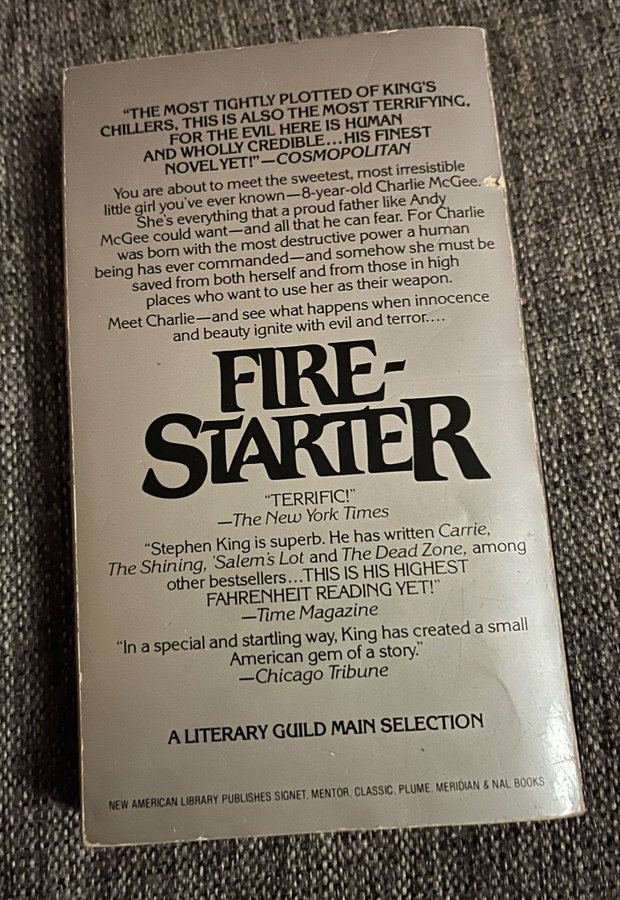 "THE MOST TIGHTLY PLOTTED OF KING'S
CHILLERS, THIS IS ALSO THE MOST TERRIFYING,
FOR THE EVIL HERE IS HUMAN
AND WHOLLY CREDIBLE...HIS FINEST
NOVEL YET!"—COSMOPOLITAN
You are about to meet the sweetest, most irresistible
little girl you've ever known—8-year-old Charlie McGee.
She's everything that a proud father like Andy
McGee could want—and all that he can fear. For Charlie
was born with the most destructive power a human
being has ever commanded—and somehow she must be
saved from both herself and from those in high
places who want to use her as their weapon.
Meet Charlie—and see what happens when innocence
and beauty ignite with evil and terror....
FIRE-
STARTER
"TERRIFIC!"
—The New York Times
"Stephen King is superb. He has written Carrie,
The Shining, 'Salem's Lot and The Dead Zone, among
other bestsellers...THIS IS HIS HIGHEST
FAHRENHEIT READING YET!"
—Time Magazine
"In a special and startling way, King has created a small
American gem of a story."
—Chicago Tribune
A LITERARY GUILD MAIN SELECTION
NEW AMERICAN LIBRARY PUBLISHES SIGNET, MENTOR, CLASSIC, PLUME, MERIDIAN & NAL BOOKS